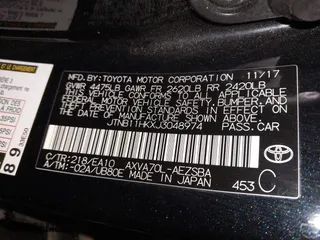 MFD. BY: TOYOTA MOTOR CORPORATION 11/17
GVWR 4475LB GAWR FR 2620LB RR 2420LB
THIS VEHICLE CONFORMS TO ALL APPLICABLE
FEDERAL MOTOR VEHICLE SAFETY, BUMPER, AND
THEFT PREVENTION STANDARDS IN EFFECT ON
THE DATE OF MANUFACTURE SHOWN ABOVE.
JTNB11HKXJ3048974 PASS.CAR
C/TR: 218/EA10 AXVA70L-AEZSBA
A/TM: -02A/UB80E MADE IN JAPAN
453 C
TOYOTA